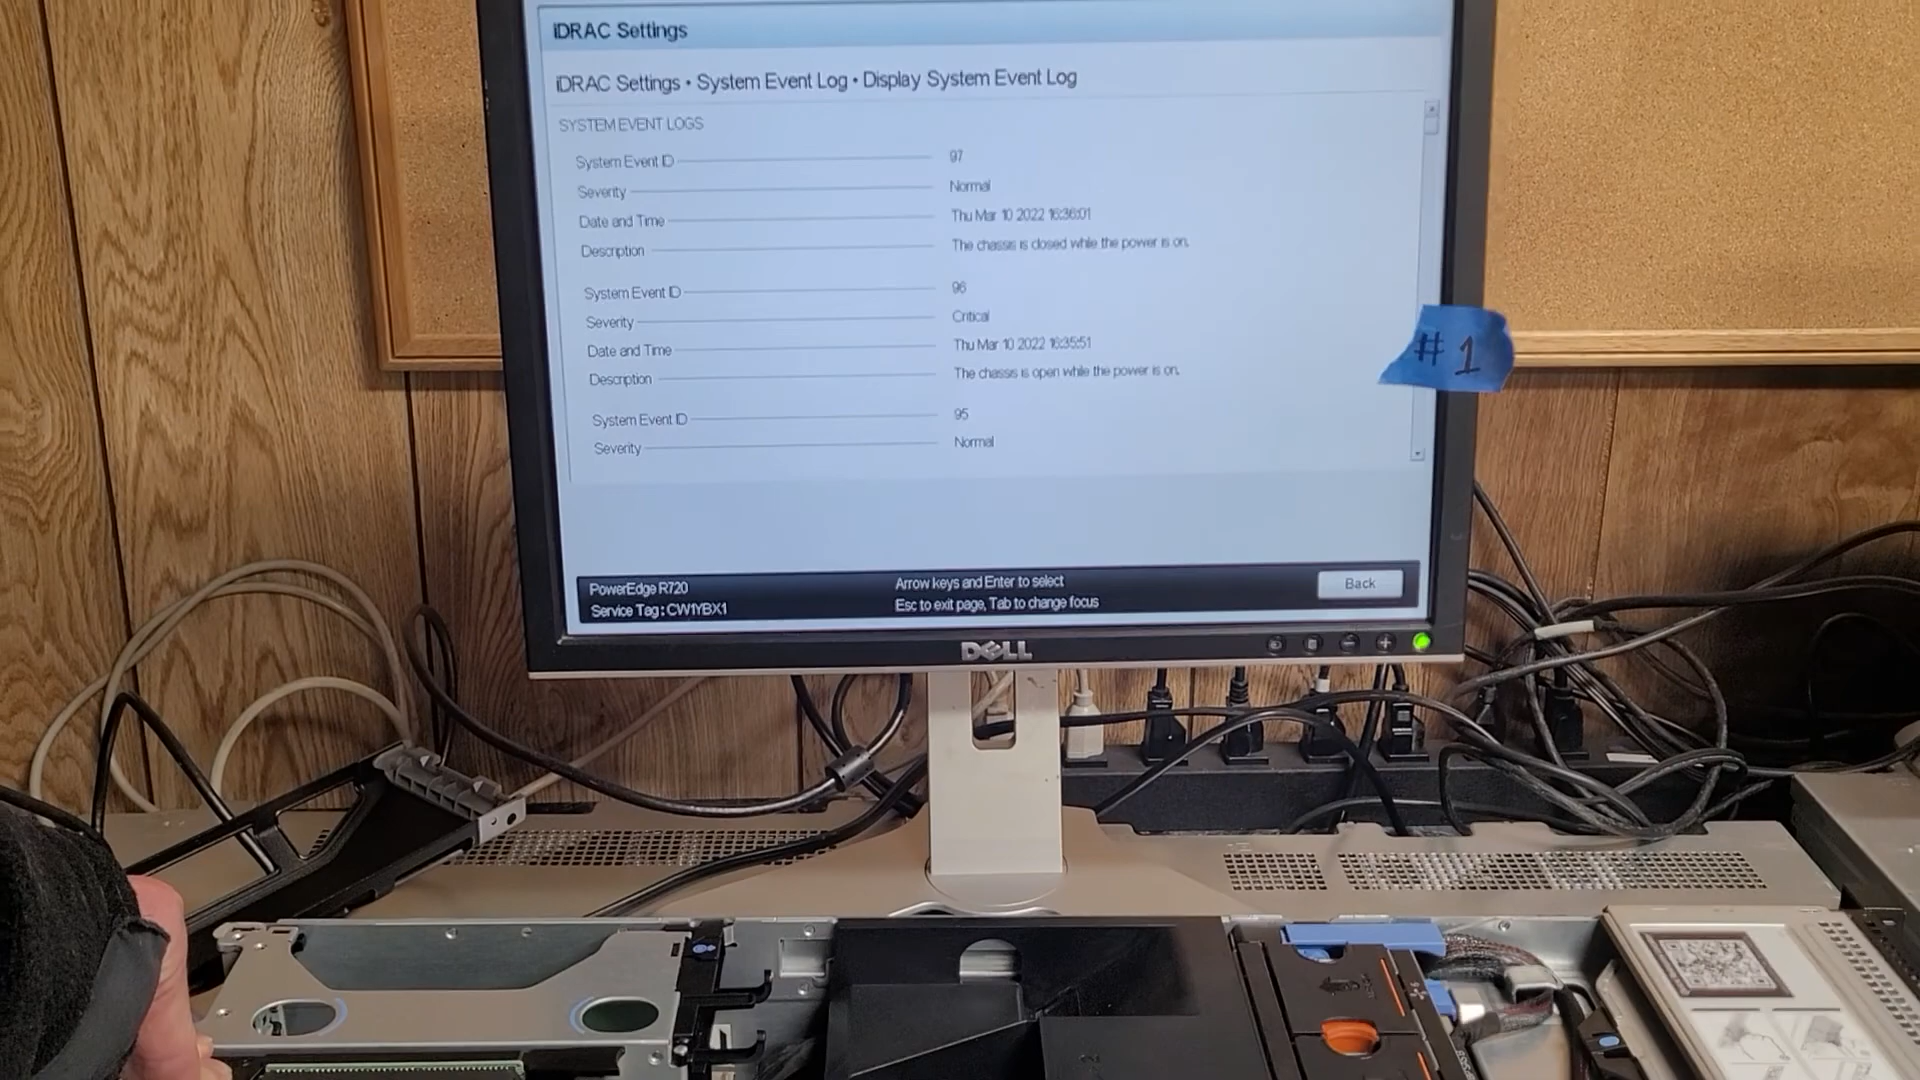 iDRAC Settings
iDRAC Settings • System Event Log • Display System Event Log
SYSTEM EVENT LOGS
System Event ID 97
Severity Normal
Date and Time Thu Mar 10 2022 16:36:01
Description The chassis is closed while the power is on.
System Event ID 96
Severity Critical
Date and Time Thu Mar 10 2022 16:35:51
Description The chassis is open while the power is on.
System Event ID 95
Severity Normal
PowerEdge R720
Service Tag: CW1YBX1
Arrow keys and Enter to select
Esc to exit page, Tab to change focus
Back
DELL
#1